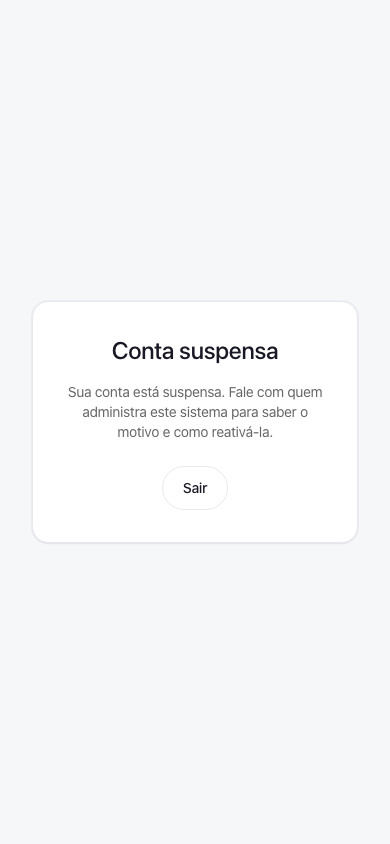 Conta suspensa
Sua conta está suspensa. Fale com quem
administra este sistema para saber o
motivo e como reativá-la.
Sair